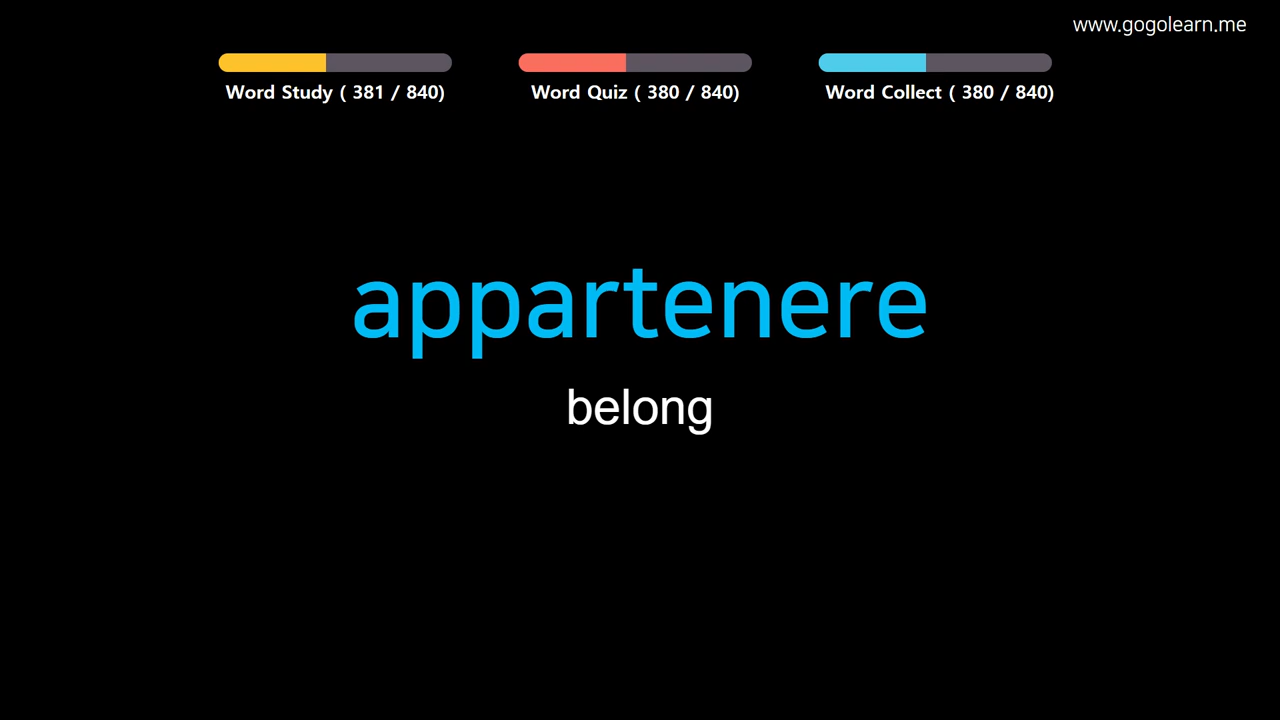 www.gogolearn.me
Word Study ( 381 / 840)
Word Quiz ( 380 / 840)
Word Collect ( 380 / 840)
appartenere
belong